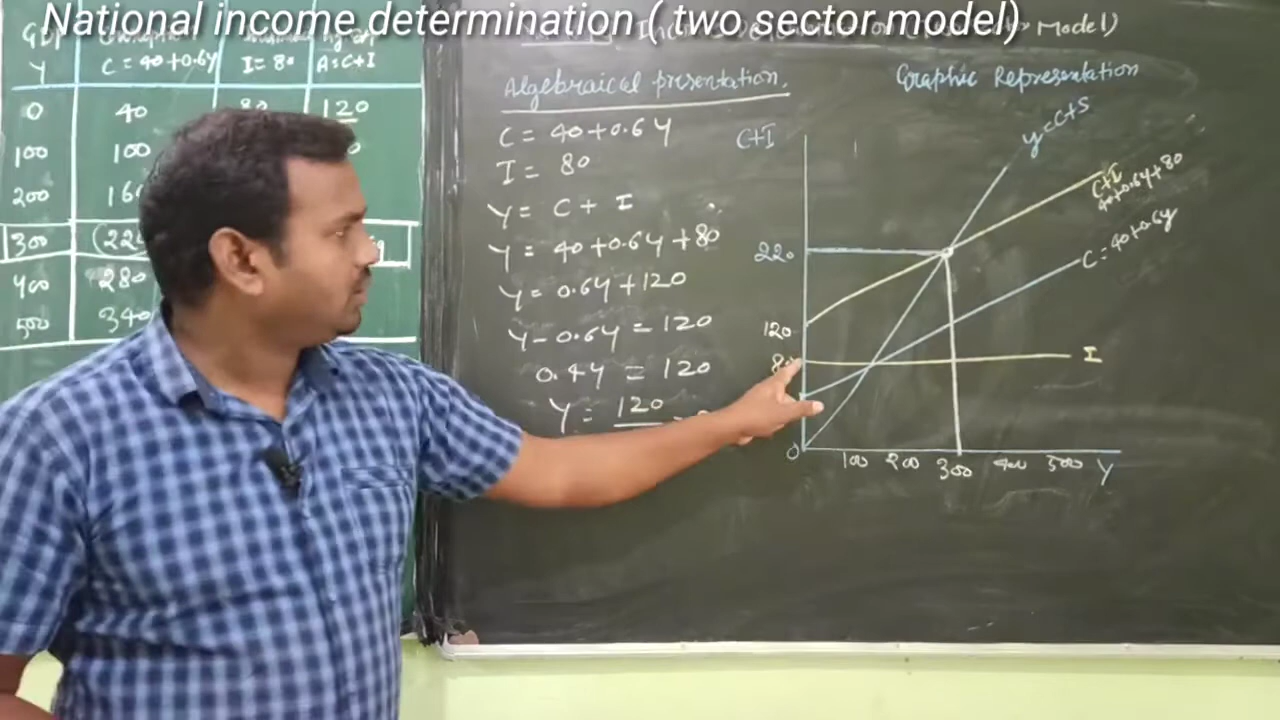 National income determination ( two sector model)
Model)
Y C = 40+0.6Y I = 80 A = C+I
0 40 80 120
100 100
200
300
400 280
500 340
Algebraical presentation.
C = 40+0.6Y
I = 80
Y = C + I
Y = 40+0.6Y+80
Y = 0.6Y+120
Y-0.6Y = 120
0.4Y = 120
Y = 120
Graphic Representation
C+I
y=C+S
C+I
40+0.6Y+80
C = 40+0.6Y
220
120
I
0 100 200 300 400 500 Y